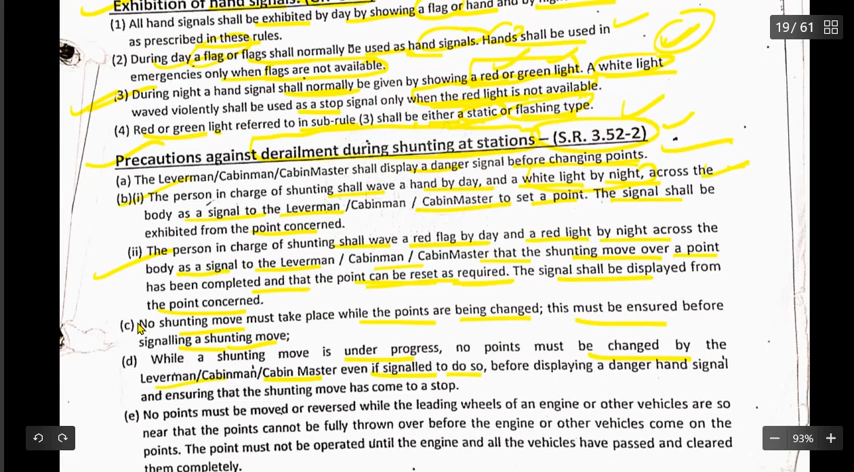 Exhibition of hand signals.
(1) All hand signals shall be exhibited by day by showing a flag or hand and by
as prescribed in these rules.
(2) During day a flag or flags shall normally be used as hand signals. Hands shall be used in
emergencies only when flags are not available.
(3) During night a hand signal shall normally be given by showing a red or green light. A white light
waved violently shall be used as a stop signal only when the red light is not available.
(4) Red or green light referred to in sub-rule (3) shall be either a static or flashing type.
Precautions against derailment during shunting at stations – (S.R. 3.52-2)
(a) The Leverman/Cabinman/CabinMaster shall display a danger signal before changing points.
(b)(i) The person in charge of shunting shall wave a hand by day, and a white light by night, across the
body as a signal to the Leverman /Cabinman / CabinMaster to set a point. The signal shall be
exhibited from the point concerned.
(ii) The person in charge of shunting shall wave a red flag by day and a red light by night across the
body as a signal to the Leverman / Cabinman / CabinMaster that the shunting move over a point
has been completed and that the point can be reset as required. The signal shall be displayed from
the point concerned.
(c) No shunting move must take place while the points are being changed; this must be ensured before
signalling a shunting move;
(d) While a shunting move is under progress, no points must be changed by the
Leverman/Cabinman/Cabin Master even if signalled to do so, before displaying a danger hand signal
and ensuring that the shunting move has come to a stop.
(e) No points must be moved or reversed while the leading wheels of an engine or other vehicles are so
near that the points cannot be fully thrown over before the engine or other vehicles come on the
points. The point must not be operated until the engine and all the vehicles have passed and cleared
them completely.
19 / 61
93%